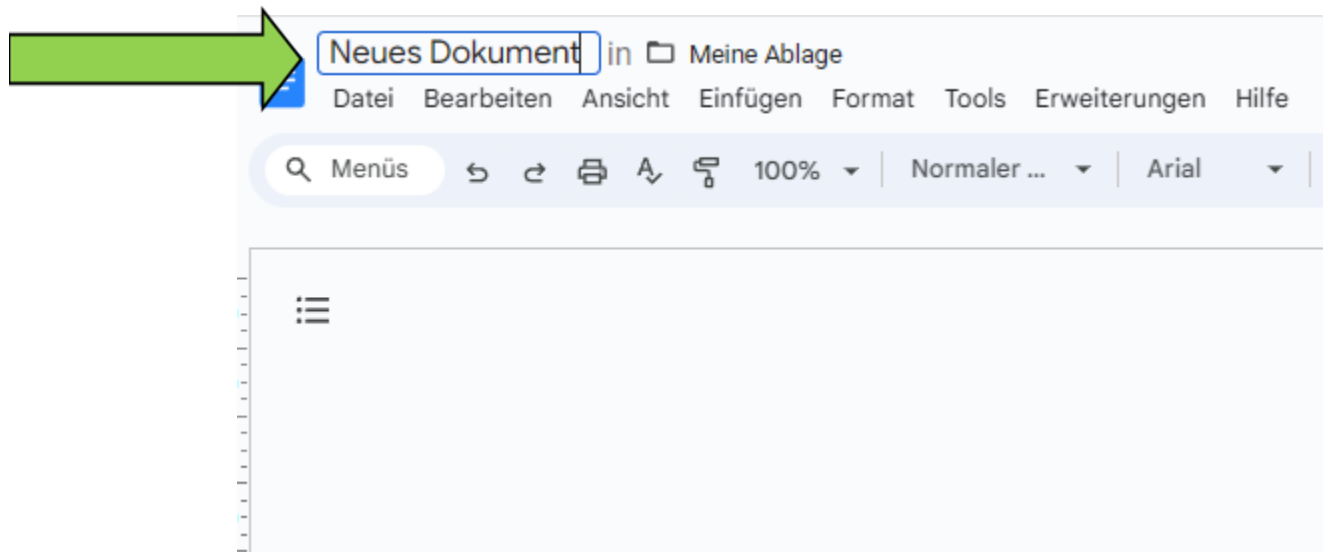 Neues Dokument in Meine Ablage
Datei Bearbeiten Ansicht Einfügen Format Tools Erweiterungen Hilfe
Menüs 100% Normaler ... Arial